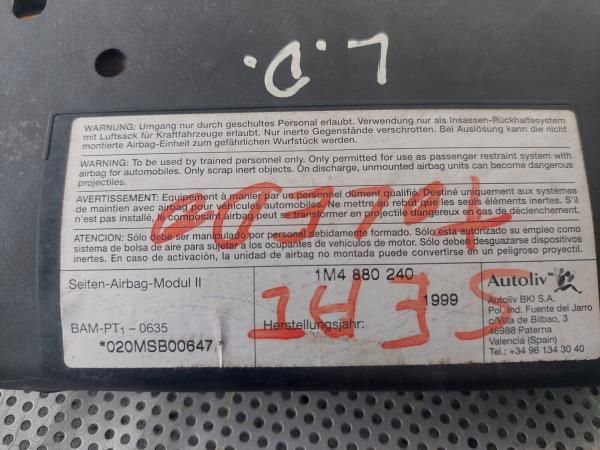 L.D.
WARNUNG: Umgang nur durch geschultes Personal erlaubt. Verwendung nur als Insassen-Rückhaltesystem
mit Luftsack für Kraftfahrzeuge erlaubt. Nur inerte Gegenstände verschrotten. Bei Auslösung kann die nicht
montierte Airbag-Einheit zum gefährlichen Wurfstück werden.
WARNING: To be used by trained personnel only. Only permitted for use as passenger restraint system with
airbag for automobiles. Only scrap inert objects. On discharge, unmounted airbag units can become dangerous
projectiles.
AVERTISSEMENT: Equipement à manier par un personnel dûment qualifié. Destiné uniquement aux systèmes
de maintien avec airbag pour véhicules automobiles. Ne mettre au rebut que les seuls éléments inertes. S'il
n'est pas installé, le composant airbag peut se transformer en projectile dangereux en cas de déclenchement.
ATENCION: Sólo debe ser manipulado por personal debidamente formado. Sólo autorizado su empleo como
sistema de bolsa de aire para sujetar a los ocupantes de vehículos de motor. Sólo pueden desguazarse dispositivos
inertes. En caso de activación, la unidad de airbag no montada puede convertirse en un peligroso proyectil.
Seiten-Airbag-Modul II
BAM-PT1 - 0635
*020MSB00647.*
1M4 880 240
1999
Herstellungsjahr:
SEAT
Autoliv
Autoliv BKI S.A.
Pol. Ind. Fuente del Jarro
c/Villa de Bilbao, 3
46988 Paterna
Valencia (Spain)
Tel.: +34 96 134 30 40